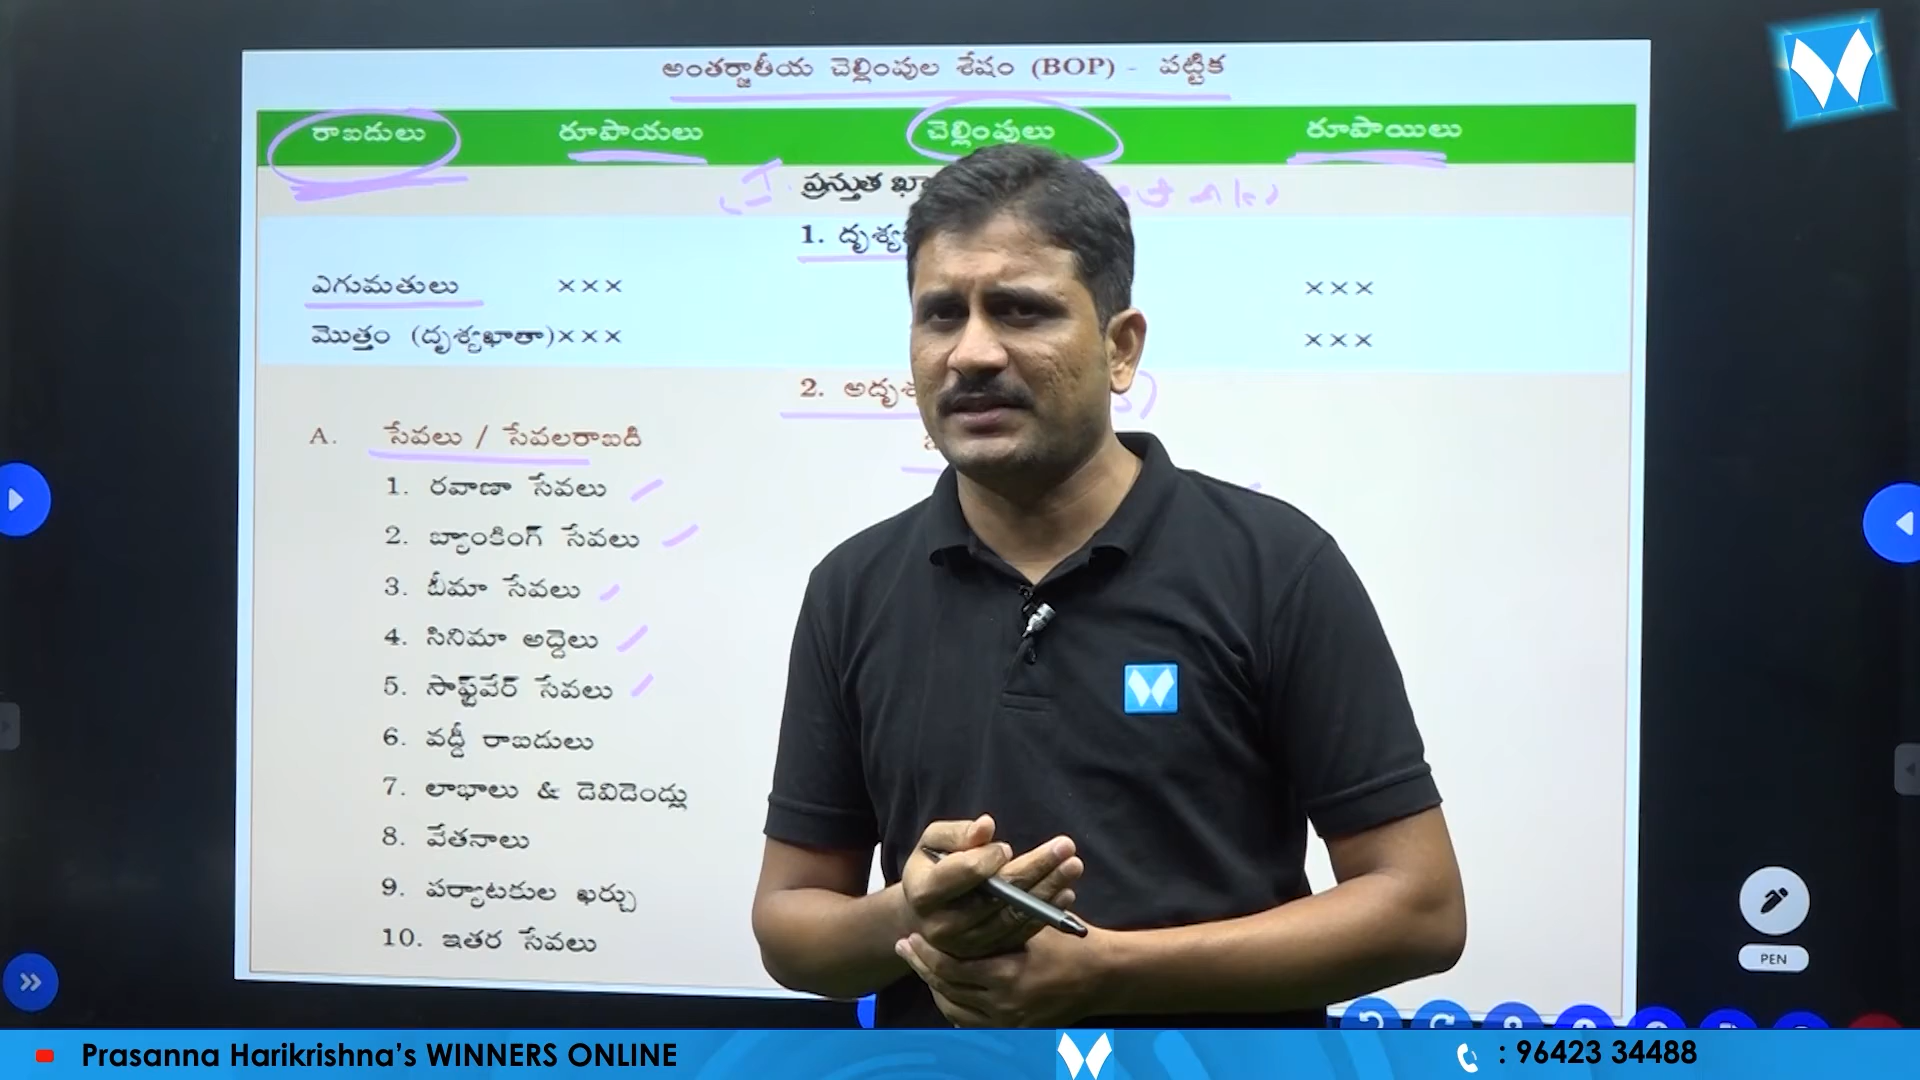 అంతర్జాతీయ చెల్లింపుల శేషం (BOP) - పట్టిక
రాబడులు రూపాయలు చెల్లింపులు రూపాయిలు
I. ప్రస్తుత
1. దృశ్య
ఎగుమతులు ××× ×××
మొత్తం (దృశ్యఖాతా)××× ×××
2. అదృశ
A. సేవలు / సేవలరాబడి
1. రవాణా సేవలు
2. బ్యాంకింగ్ సేవలు
3. బీమా సేవలు
4. సినిమా అద్దెలు
5. సాఫ్ట్‌వేర్ సేవలు
6. వడ్డీ రాబడులు
7. లాభాలు & డెవిడెండ్లు
8. వేతనాలు
9. పర్యాటకుల ఖర్చు
10. ఇతర సేవలు
PEN
Prasanna Harikrishna's WINNERS ONLINE
: 96423 34488